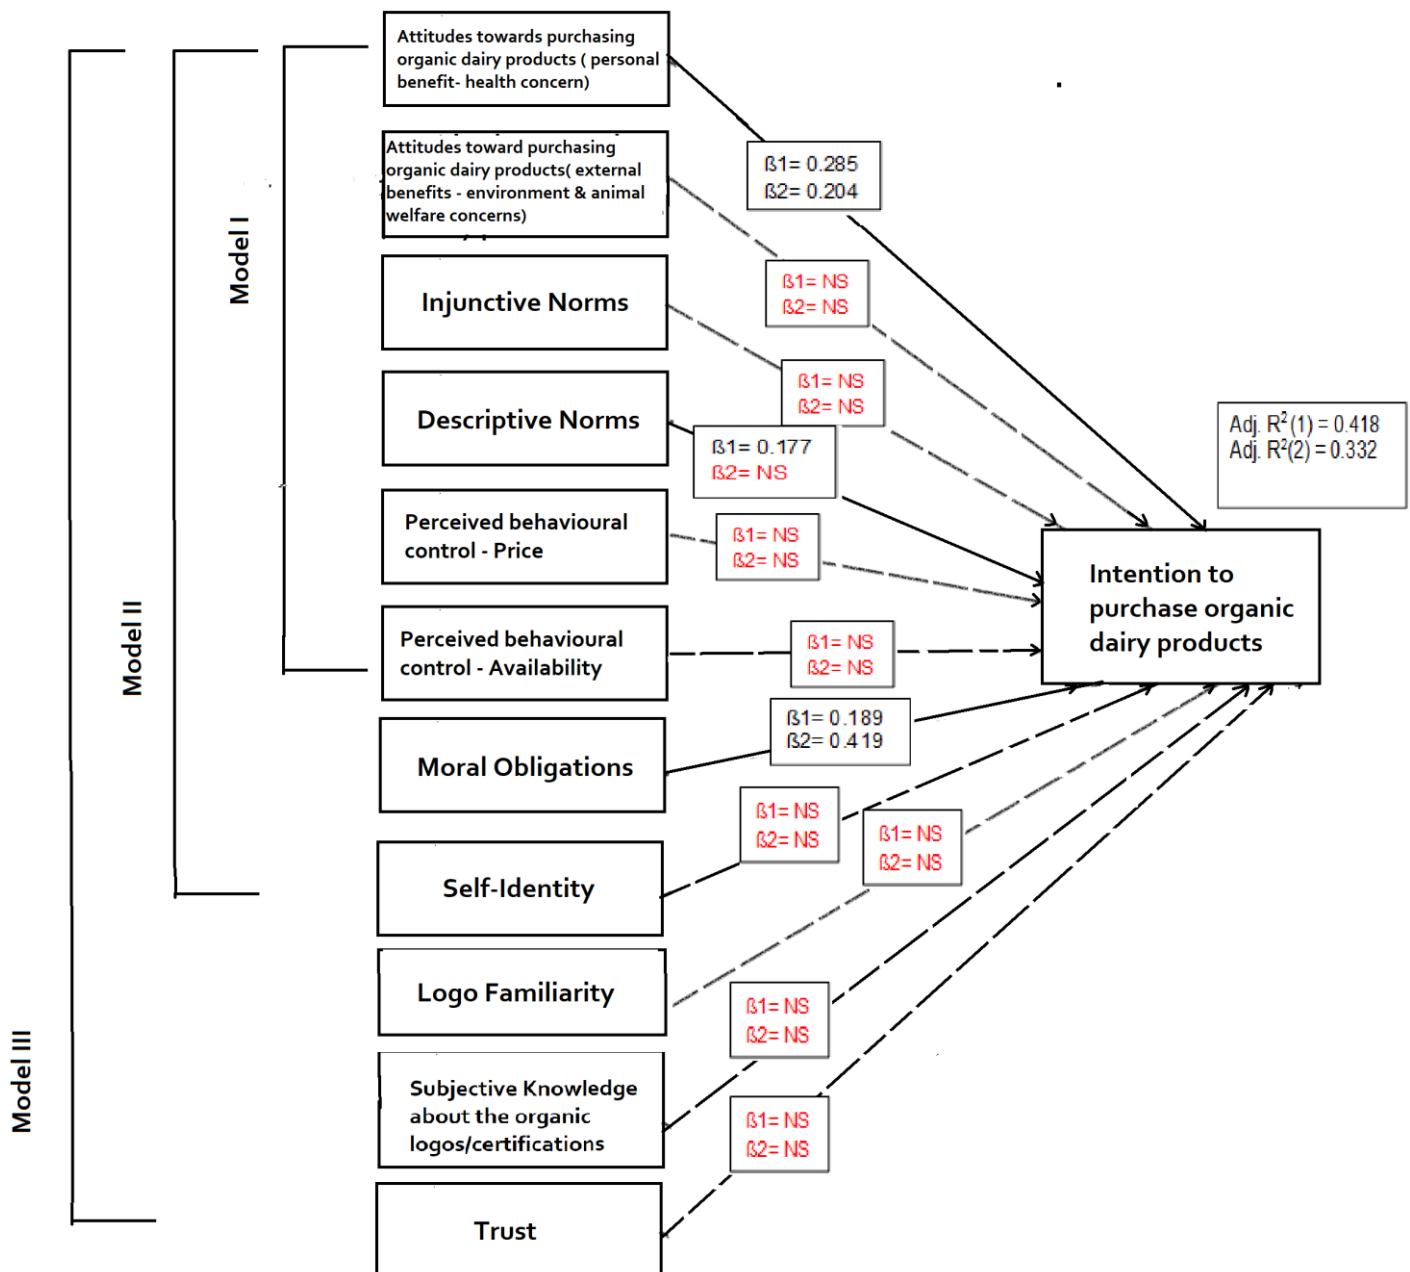 Attitudes towards purchasing
organic dairy products ( personal
benefit- health concern)
Attitudes toward purchasing
organic dairy products( external
benefits - environment & animal
welfare concerns)
Injunctive Norms
Descriptive Norms
Perceived behavioural
control - Price
Perceived behavioural
control - Availability
Moral Obligations
Self-Identity
Logo Familiarity
Subjective Knowledge
about the organic
logos/certifications
Trust
Model I
Model II
Model III
ß1= 0.285
ß2= 0.204
ß1= NS
ß2= NS
ß1= NS
ß2= NS
ß1= 0.177
ß2= NS
ß1= NS
ß2= NS
ß1= NS
ß2= NS
ß1= 0.189
ß2= 0.419
ß1= NS
ß2= NS
ß1= NS
ß2= NS
ß1= NS
ß2= NS
ß1= NS
ß2= NS
Adj. R²(1) = 0.418
Adj. R²(2) = 0.332
Intention to
purchase organic
dairy products